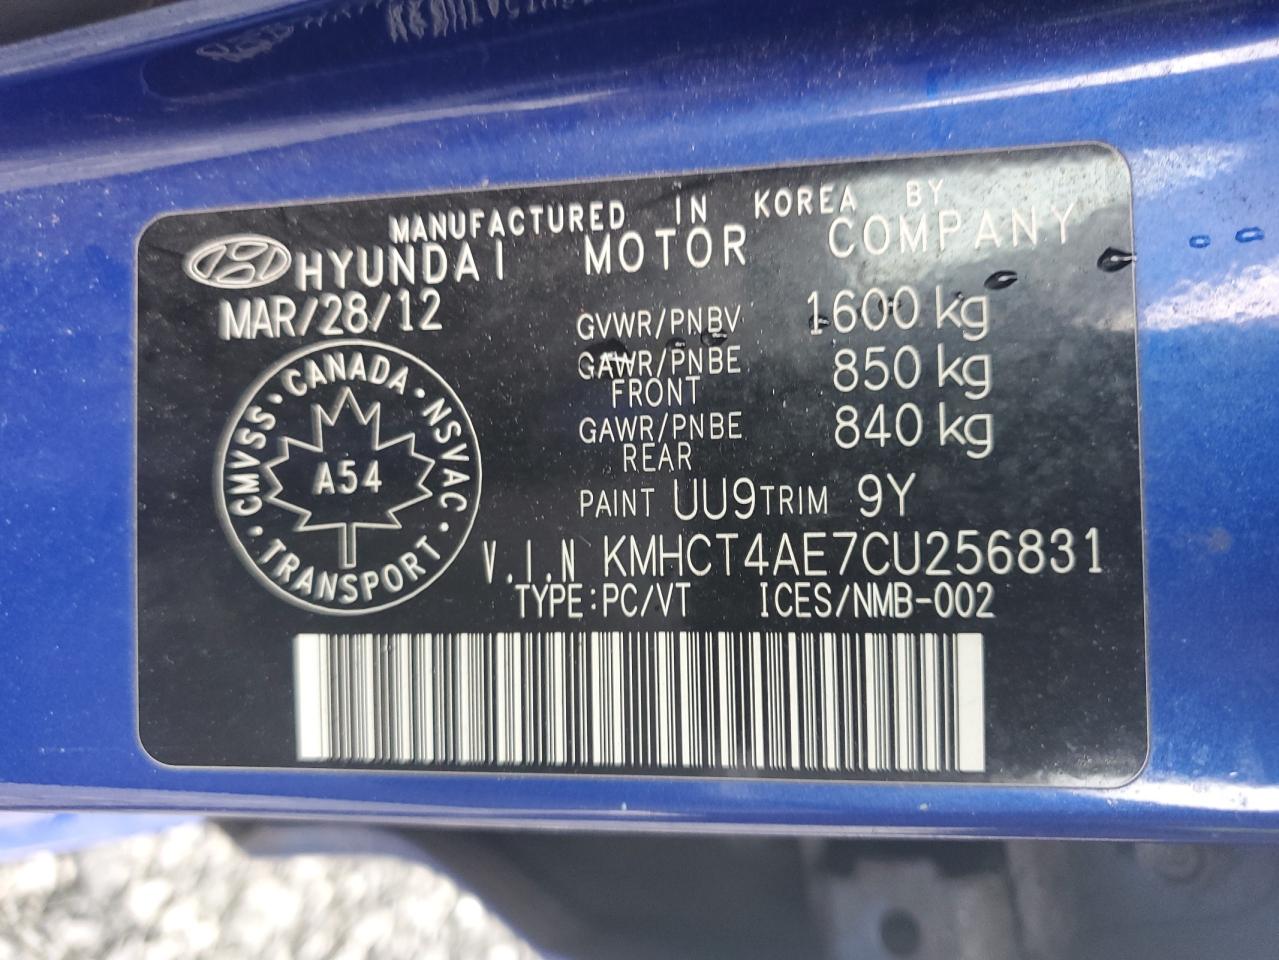 MANUFACTURED IN KOREA BY
HYUNDAI MOTOR COMPANY
MAR/28/12
GVWR/PNBV 1600 kg
GAWR/PNBE FRONT 850 kg
GAWR/PNBE REAR 840 kg
PAINT UU9 TRIM 9Y
V.I.N KMHCT4AE7CU256831
TYPE:PC/VT ICES/NMB-002
CANADA · NSVAC · TRANSPORT · CMVSS ·
A54